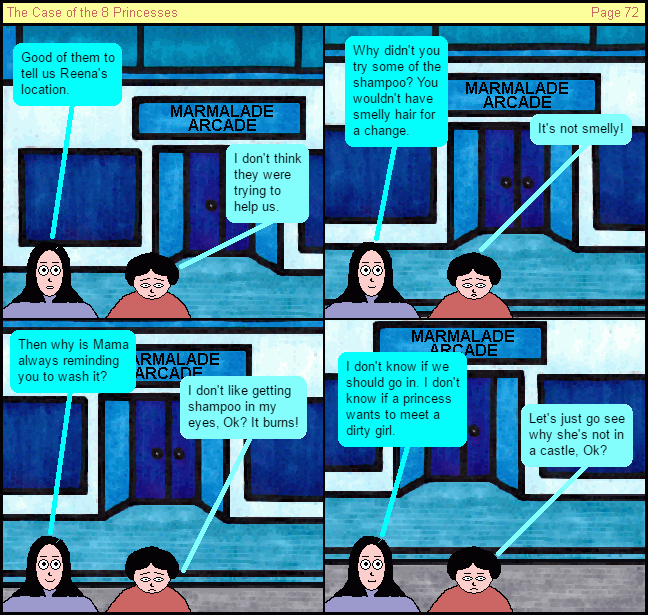 The Case of the 8 Princesses
Page 72
Good of them to
tell us Reena's
location.
MARMALADE
ARCADE
I don't think
they were
trying to
help us.
Why didn't you
try some of the
shampoo? You
wouldn't have
smelly hair for
a change.
MARMALADE
ARCADE
It's not smelly!
Then why is Mama
always reminding
you to wash it?
ARMALADE
ARCADE
I don't like getting
shampoo in my
eyes, Ok? It burns!
MARMALADE
ARCADE
I don't know if we
should go in. I don't
know if a princess
wants to meet a
dirty girl.
Let's just go see
why she's not in
a castle, Ok?